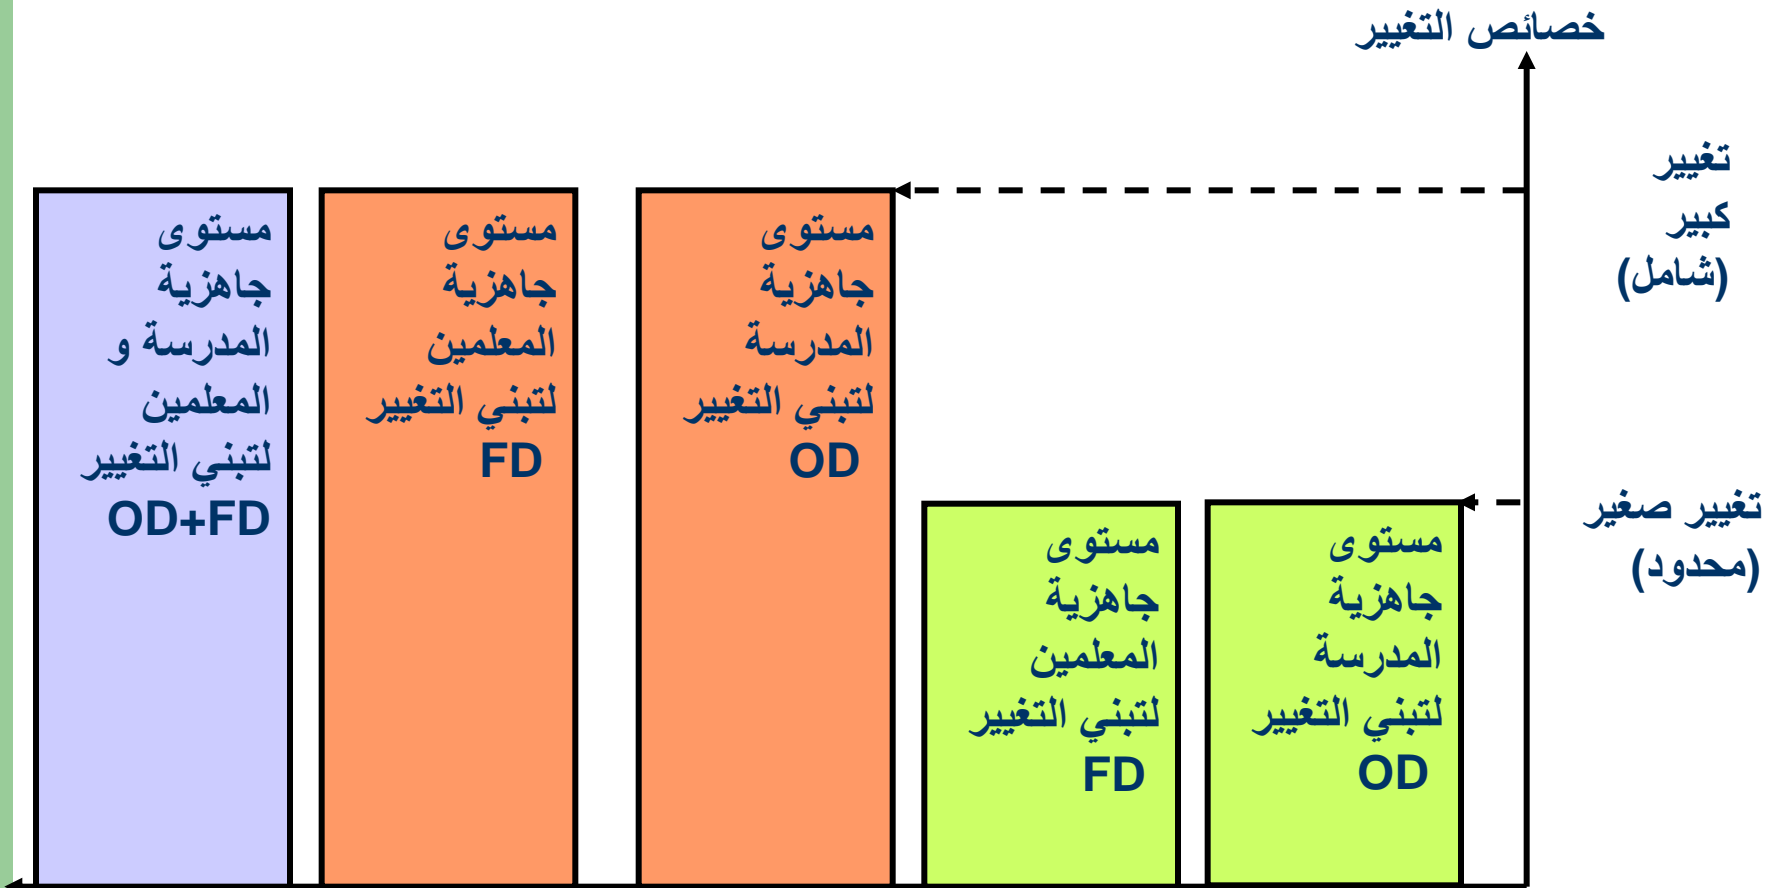 خصائص التغيير
تغيير
كبير
(شامل)
تغيير صغير
(محدود)
مستوى
جاهزية
المدرسة
لتبني التغيير
OD
مستوى
جاهزية
المعلمين
لتبني التغيير
FD
مستوى
جاهزية
المدرسة
لتبني التغيير
OD
مستوى
جاهزية
المعلمين
لتبني التغيير
FD
مستوى
جاهزية
المدرسة و
المعلمين
لتبني التغيير
OD+FD